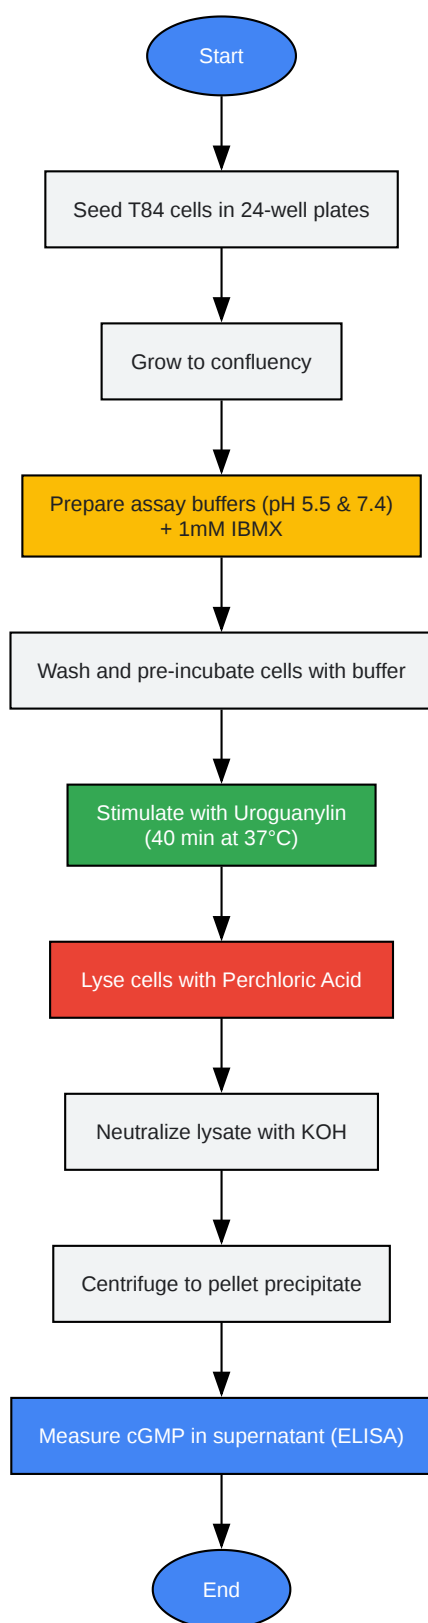 Start
Seed T84 cells in 24-well plates
Grow to confluency
Prepare assay buffers (pH 5.5 & 7.4)
+ 1mM IBMX
Wash and pre-incubate cells with buffer
Stimulate with Uroguanylin
(40 min at 37°C)
Lyse cells with Perchloric Acid
Neutralize lysate with KOH
Centrifuge to pellet precipitate
Measure cGMP in supernatant (ELISA)
End